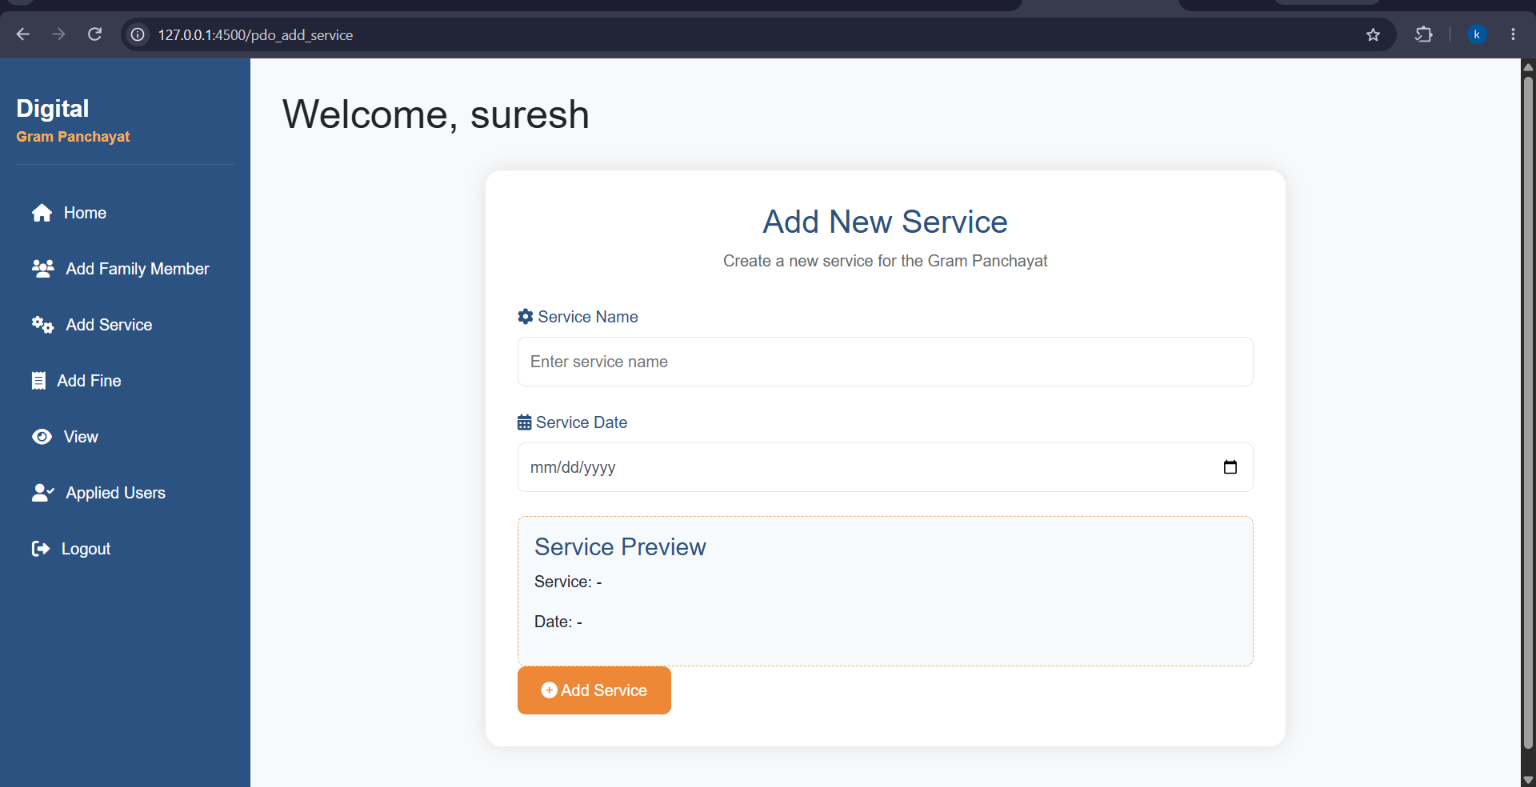 127.0.0.1:4500/pdo_add_service
k
Digital
Gram Panchayat
Home
Add Family Member
Add Service
Add Fine
View
Applied Users
Logout
Welcome, suresh
Add New Service
Create a new service for the Gram Panchayat
Service Name
Enter service name
Service Date
mm/dd/yyyy
Service Preview
Service: -
Date: -
Add Service